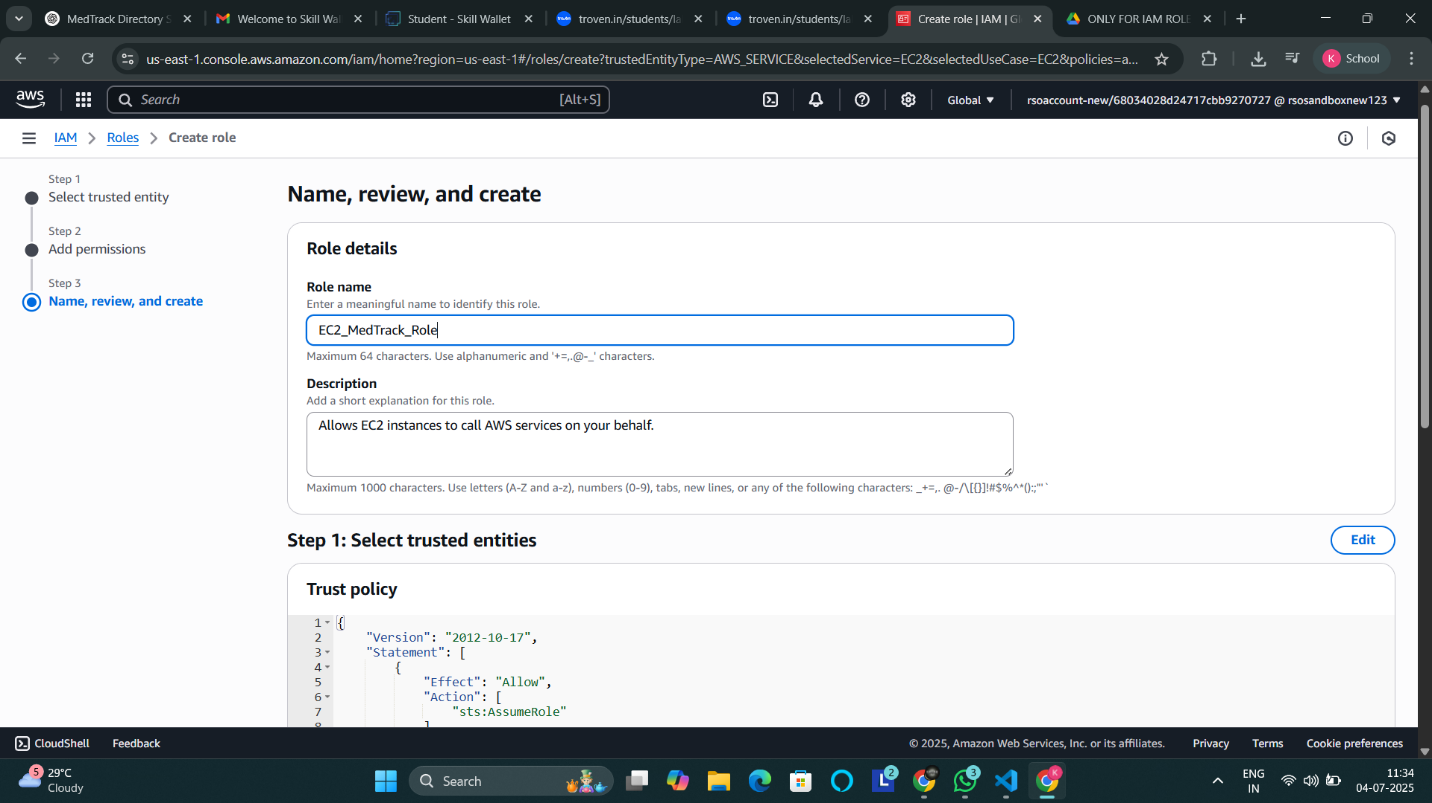 MedTrack Directory S
Welcome to Skill Wal
Student - Skill Wallet
troven.in/students/la
troven.in/students/la
Create role | IAM | Gl
ONLY FOR IAM ROLE
us-east-1.console.aws.amazon.com/iam/home?region=us-east-1#/roles/create?trustedEntityType=AWS_SERVICE&selectedService=EC2&selectedUseCase=EC2&policies=a...
K School
aws
Search [Alt+S]
Global
rsoaccount-new/68034028d24717cbb9270727 @ rsosandboxnew123
IAM > Roles > Create role
Step 1
Select trusted entity
Step 2
Add permissions
Step 3
Name, review, and create
Name, review, and create
Role details
Role name
Enter a meaningful name to identify this role.
EC2_MedTrack_Role
Maximum 64 characters. Use alphanumeric and '+=,.@-_' characters.
Description
Add a short explanation for this role.
Allows EC2 instances to call AWS services on your behalf.
Maximum 1000 characters. Use letters (A-Z and a-z), numbers (0-9), tabs, new lines, or any of the following characters: _+=,. @-/\[{}]!#$%^*();:"'`
Step 1: Select trusted entities
Edit
Trust policy
1 {
2 "Version": "2012-10-17",
3 "Statement": [
4 {
5 "Effect": "Allow",
6 "Action": [
7 "sts:AssumeRole"
8 ]
CloudShell
Feedback
© 2025, Amazon Web Services, Inc. or its affiliates.
Privacy
Terms
Cookie preferences
5
29°C
Cloudy
Search
L 2
3
K
ENG
IN
11:34
04-07-2025